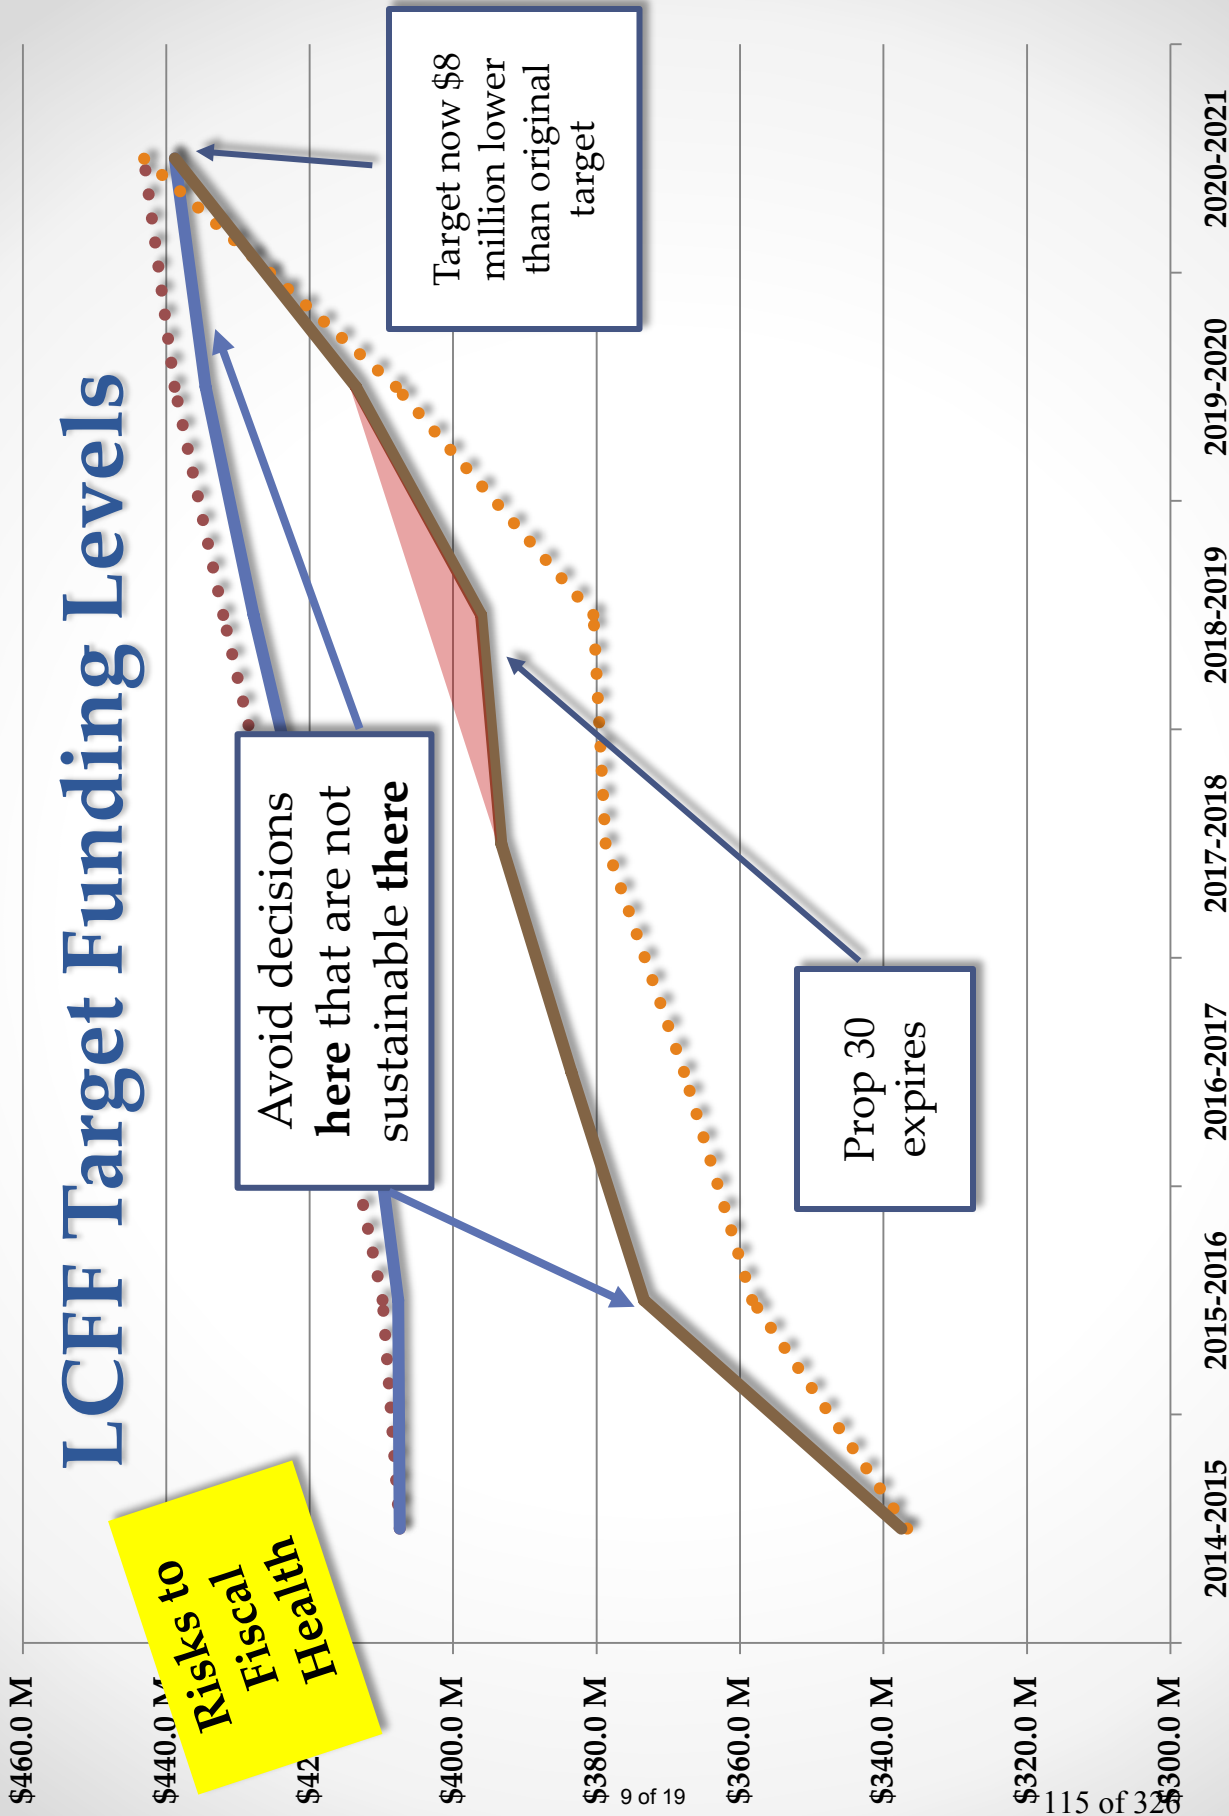 LCFF Target Funding Levels
Risks to
Fiscal
Health
$460.0 M
$440.0 M
$42
$400.0 M
$380.0 M
$360.0 M
$340.0 M
$320.0 M
$300.0 M
Avoid decisions
here that are not
sustainable there
Target now $8
million lower
than original
target
Prop 30
expires
2014-2015
2015-2016
2016-2017
2017-2018
2018-2019
2019-2020
2020-2021
9 of 19
115 of 326